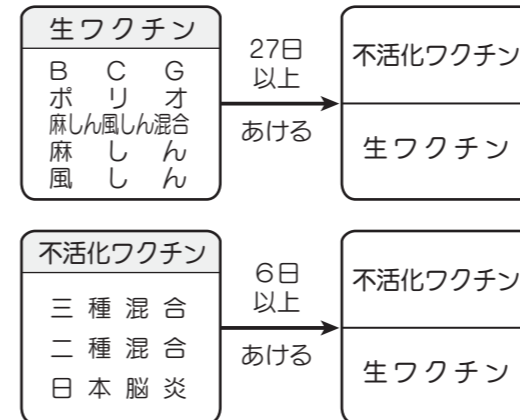 生ワクチン
BCG
ポリオ
麻しん風しん混合
麻しん
風しん
27日
以上
あける
不活化ワクチン
生ワクチン
不活化ワクチン
三種混合
二種混合
日本脳炎
6日
以上
あける
不活化ワクチン
生ワクチン